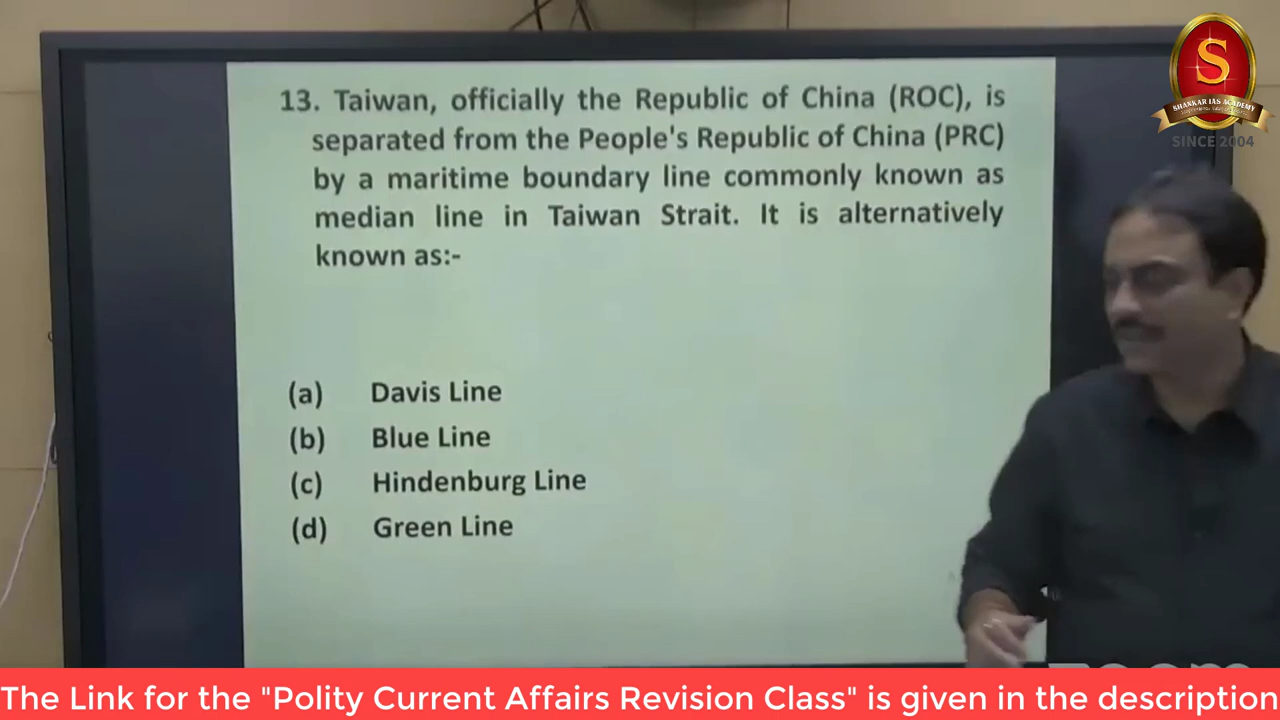 S
SHANKAR IAS ACADEMY
SINCE 2004
13. Taiwan, officially the Republic of China (ROC), is
separated from the People's Republic of China (PRC)
by a maritime boundary line commonly known as
median line in Taiwan Strait. It is alternatively
known as:-
(a) Davis Line
(b) Blue Line
(c) Hindenburg Line
(d) Green Line
The Link for the "Polity Current Affairs Revision Class" is given in the description